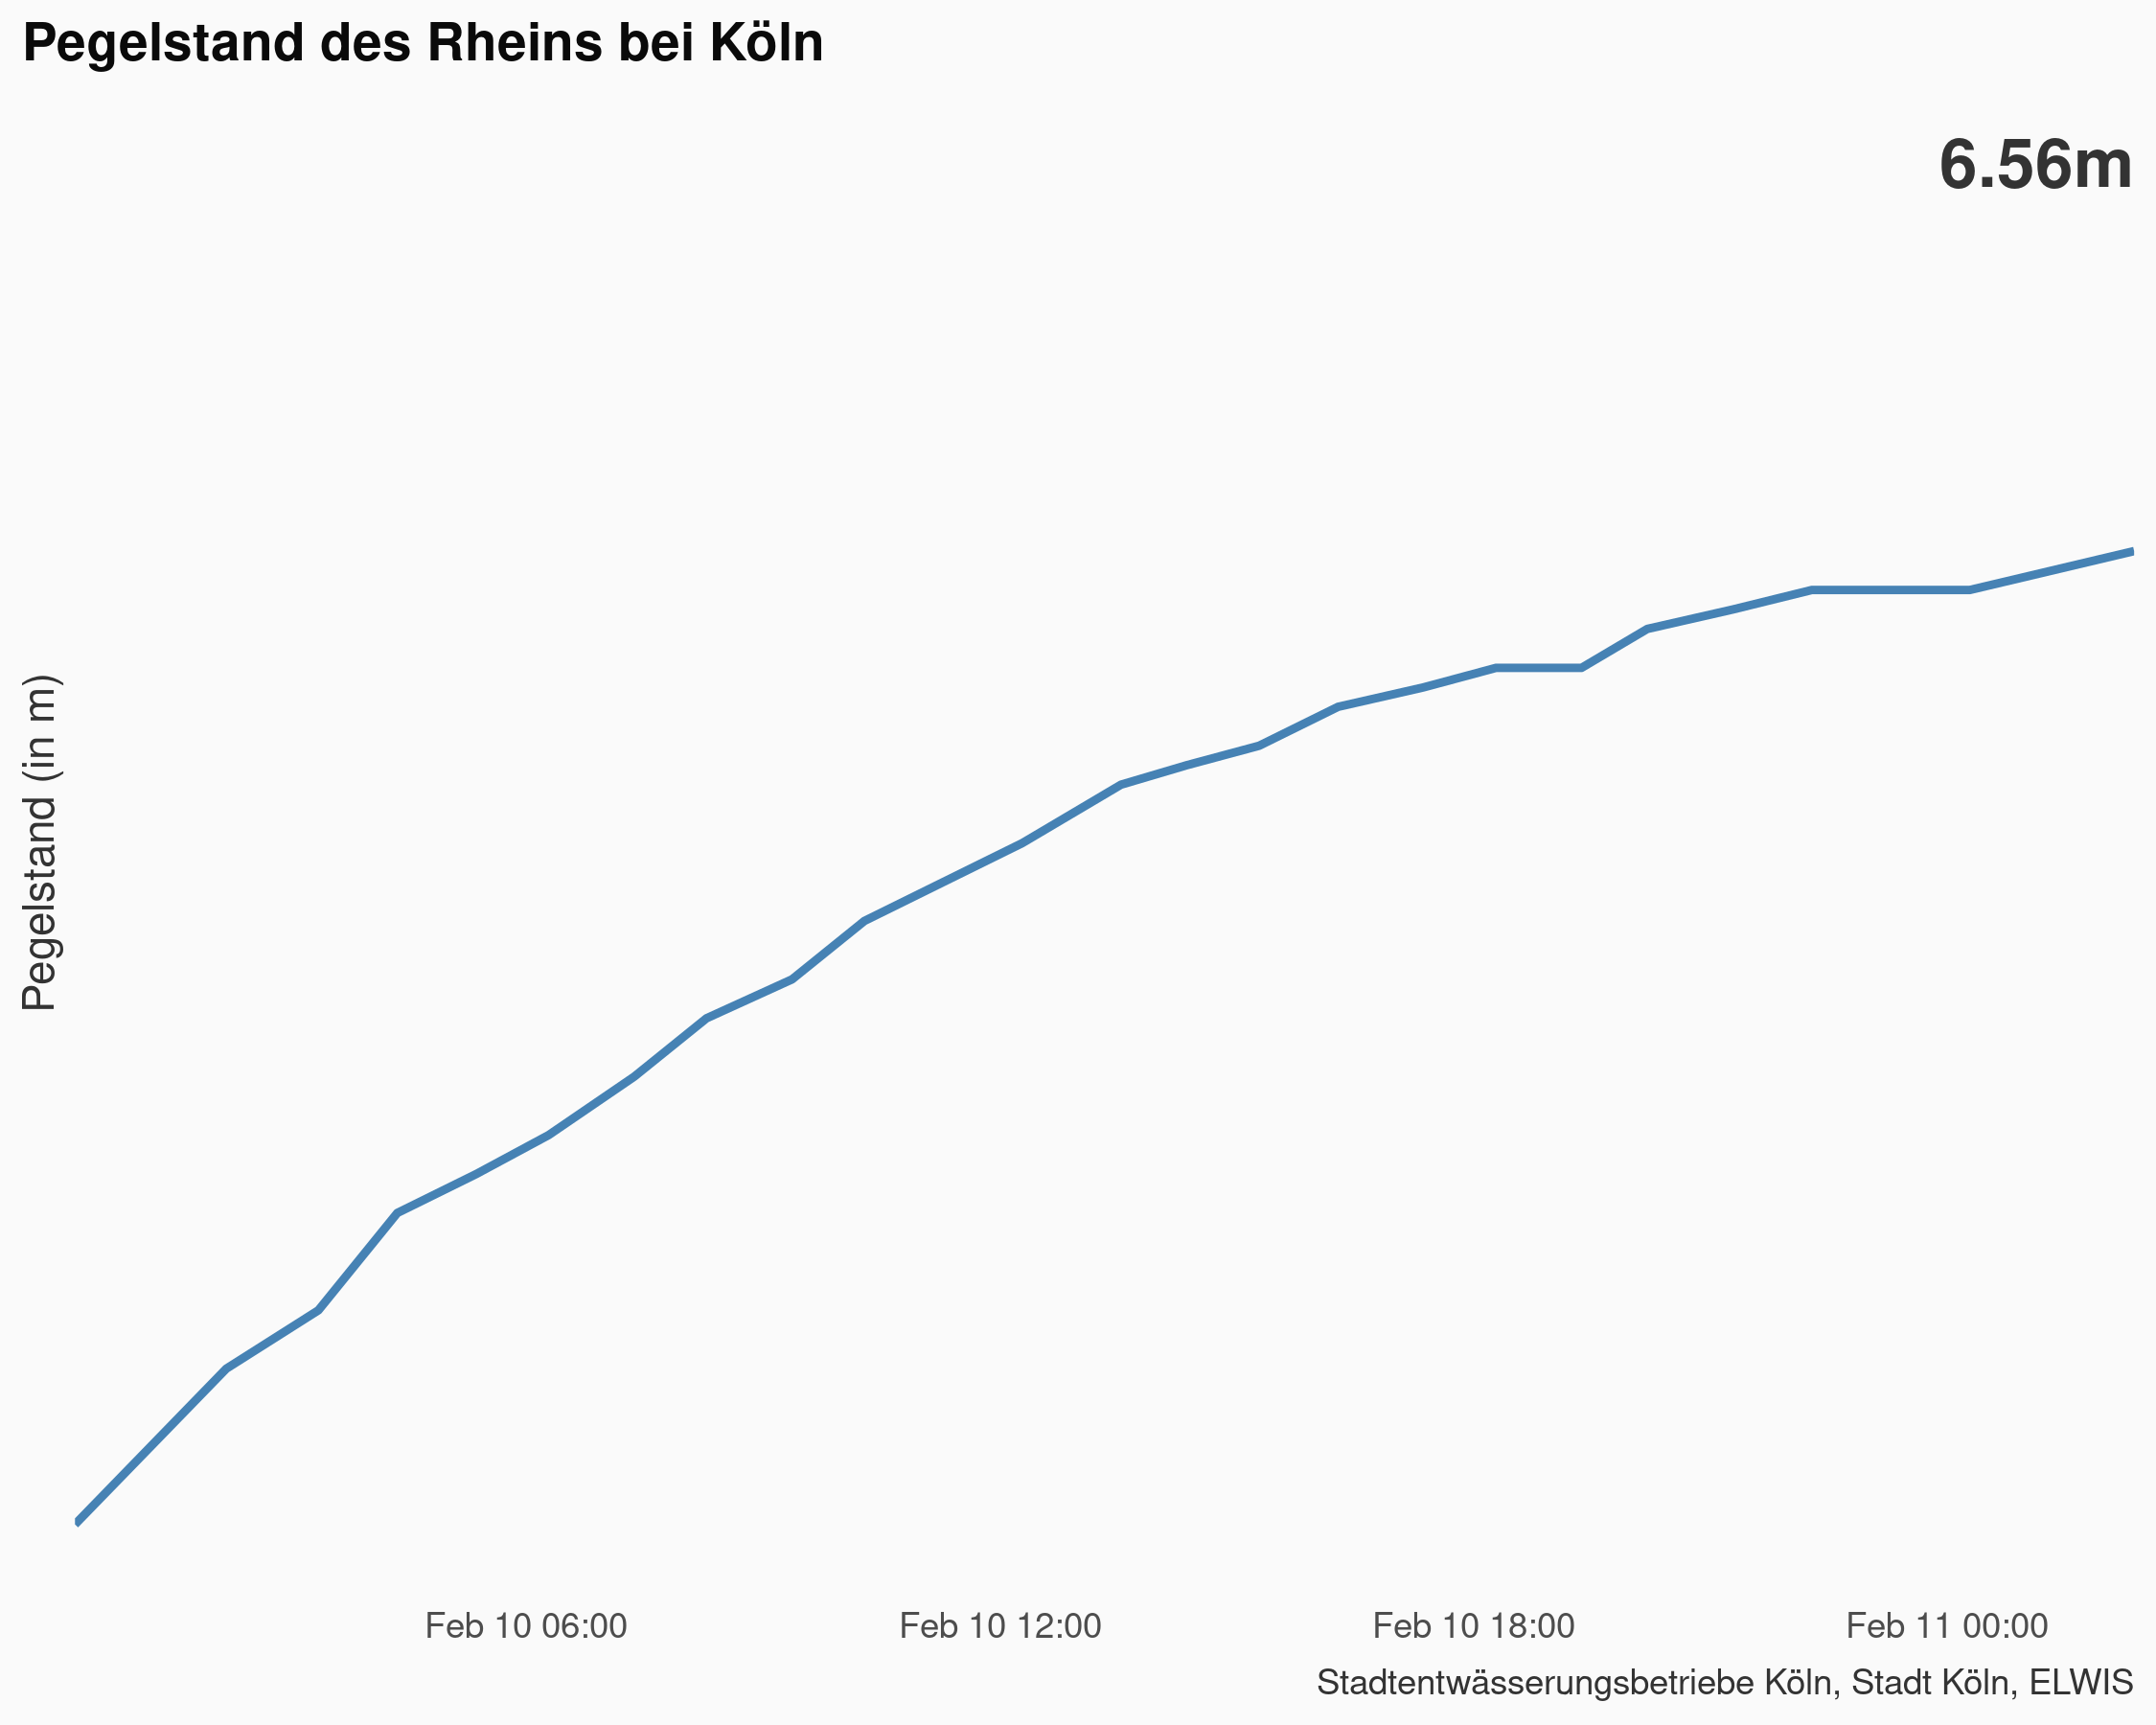 Pegelstand des Rheins bei Köln
6.56m
Pegelstand (in m)
Feb 10 06:00
Feb 10 12:00
Feb 10 18:00
Feb 11 00:00
Stadtentwässerungsbetriebe Köln, Stadt Köln, ELWIS